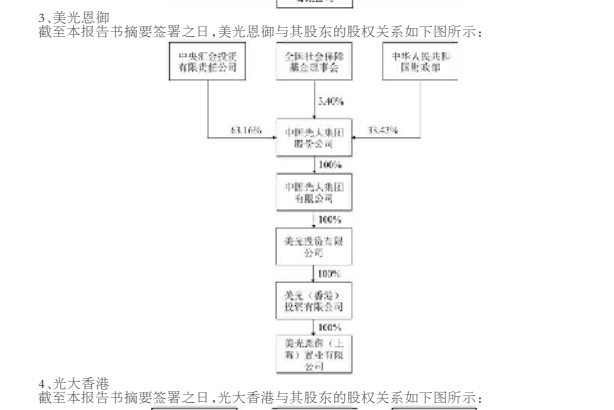 3、美光恩御
截至本报告书摘要签署之日,美光恩御与其股东的股权关系如下图所示:
中央汇金投资
有限责任公司
全国社会保障
基金理事会
中华人民共和
国财政部
3.40%
63.16%
33.43%
中国光大集团
股份公司
100%
中国光大集团
有限公司
100%
美光投资有限
公司
100%
美光(香港)
投资有限公司
100%
美光恩御(上
海)置业有限
公司
4、光大香港
截至本报告书摘要签署之日,光大香港与其股东的股权关系如下图所示: